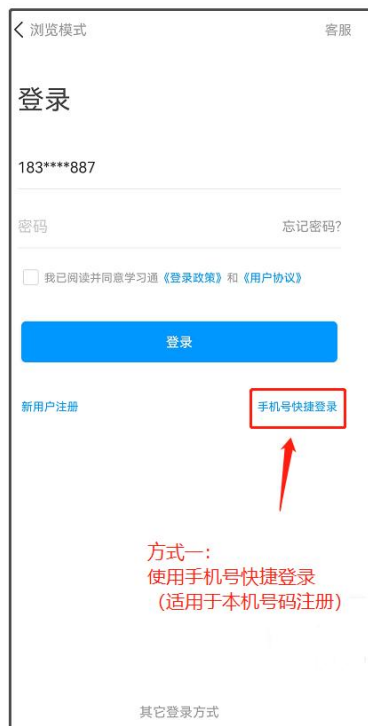 浏览模式 客服
登录
183****887
密码 忘记密码?
我已阅读并同意学习通《登录政策》和《用户协议》
登录
新用户注册 手机号快捷登录
方式一:
使用手机号快捷登录
（适用于本机号码注册）
其它登录方式